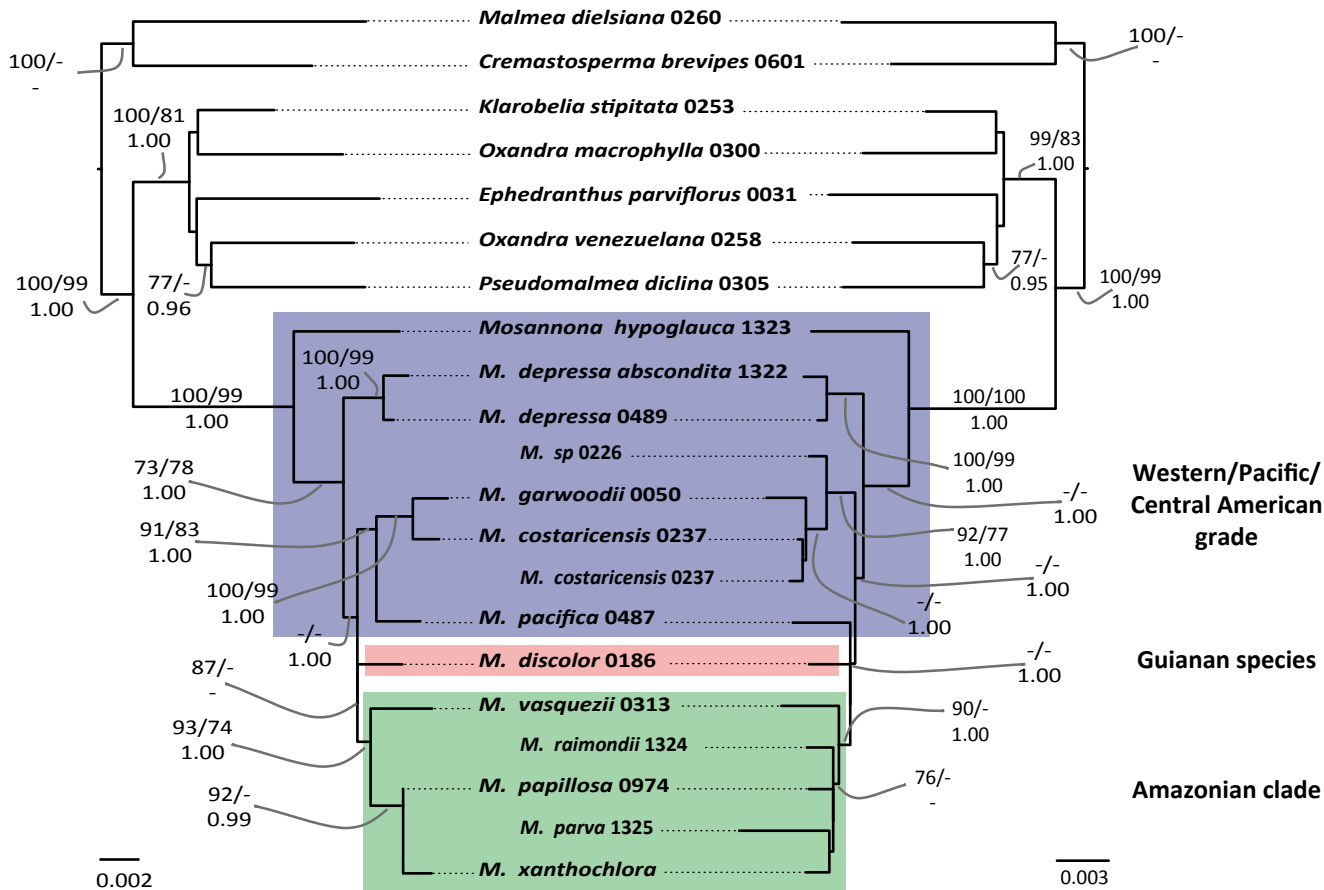 Malmea dielsiana 0260
100/-
-
100/-
-
Cremastosperma brevipes 0601
Klarobelia stipitata 0253
100/81
1.00
99/83
1.00
Oxandra macrophylla 0300
Ephedranthus parviflorus 0031
Oxandra venezuelana 0258
100/99
1.00
77/-
0.96
Pseudomalmea diclina 0305
77/-
0.95
100/99
1.00
Mosannona hypoglauca 1323
100/99
1.00
M. depressa abscondita 1322
100/99
1.00
100/100
1.00
M. depressa 0489
M. sp 0226
73/78
1.00
100/99
1.00
M. garwoodii 0050
-/-
1.00
Western/Pacific/
Central American
grade
91/83
1.00
M. costaricensis 0237
92/77
1.00
100/99
1.00
M. costaricensis 0237
-/-
1.00
-/-
1.00
M. pacifica 0487
-/-
1.00
M. discolor 0186
-/-
1.00
Guianan species
87/-
-
M. vasquezii 0313
90/-
1.00
93/74
1.00
M. raimondii 1324
M. papillosa 0974
76/-
-
Amazonian clade
92/-
0.99
M. parva 1325
M. xanthochlora
0.002
0.003